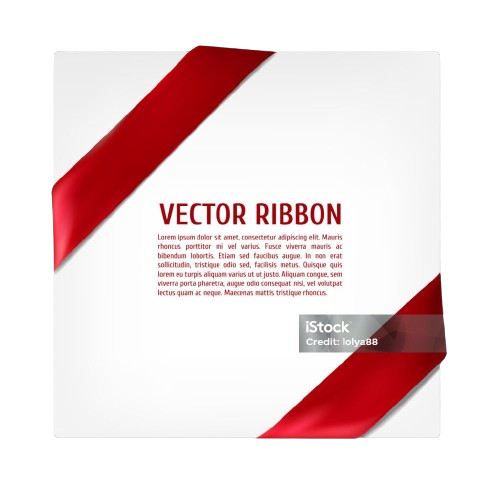 VECTOR RIBBON
Lorem ipsum dolor sit amet, consectetur adipiscing elit. Mauris
rhoncus porttitor mi vel varius. Fusce viverra mauris ac
bibendum lobortis. Etiam sed faucibus augue. In non erat
sollicitudin, tristique odio sed, facilisis metus. Quisque quis
lorem eu turpis aliquam varius ut ut justo. Aliquam congue, sem
viverra porta pharetra, augue dolor consequat nisl, vel
lectus quam ac neque. Maecenas mattis tristique rhoncus.
iStock
Credit: lolya88